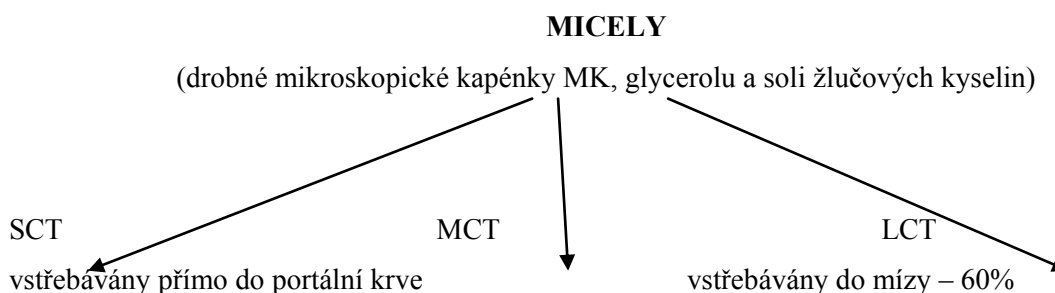 MICELY
(drobné mikroskopické kapénky MK, glycerolu a soli žlučových kyselin)
SCT MCT LCT
vstřebávány přímo do portální krve vstřebávány do mízy – 60%